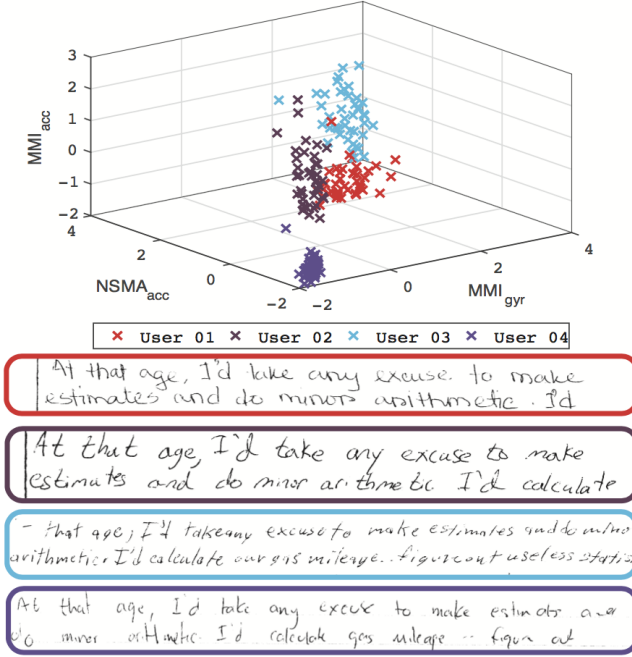 3
2
1
0
−1
−2
MMI acc
4
2
0
−2
NSMA acc
−2
0
2
4
MMI gyr
× User 01 × User 02 × User 03 × User 04
At that age, I'd take any excuse to make
estimates and do minor arithmetic. I'd
At that age, I'd take any excuse to make
estimates and do minor arithmetic I'd calculate
- that age, I'd take any excuse to make estimates and do mino
arithmetic. I'd calculate our gas mileage.. figure out useless statis
At that age, I'd take any excuse to make estimats and
do minor arithmetic. I'd calculate gas mileage .. figure out